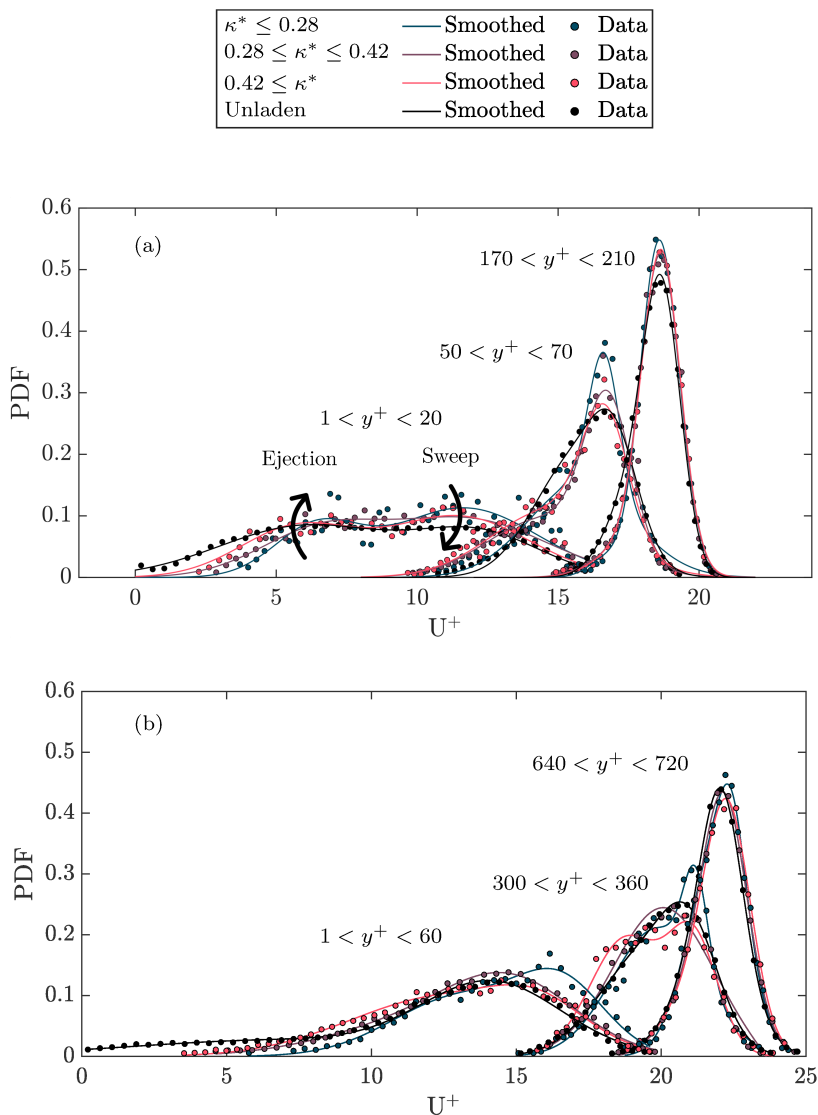 κ* ≤ 0.28 Smoothed Data
0.28 ≤ κ* ≤ 0.42 Smoothed Data
0.42 ≤ κ* Smoothed Data
Unladen Smoothed Data
0.6
(a)
170 < y⁺ < 210
0.5
0.4
50 < y⁺ < 70
PDF
0.3
1 < y⁺ < 20
Ejection Sweep
0.2
0.1
0
0 5 10 15 20
U⁺
0.6
(b)
640 < y⁺ < 720
0.5
0.4
PDF
0.3
300 < y⁺ < 360
0.2
1 < y⁺ < 60
0.1
0
0 5 10 15 20 25
U⁺